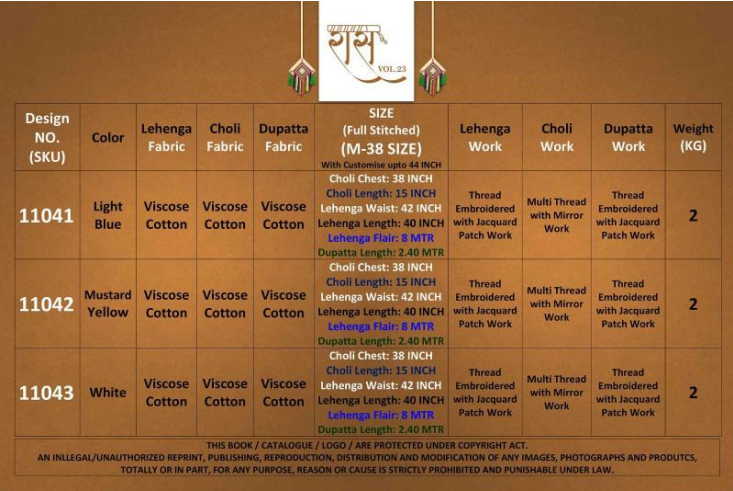 रास
VOL.23
Design NO. (SKU)
Color
Lehenga Fabric
Choli Fabric
Dupatta Fabric
SIZE
(Full Stitched)
(M-38 SIZE)
With Customise upto 44 INCH
Lehenga Work
Choli Work
Dupatta Work
Weight (KG)
11041
Light Blue
Viscose Cotton
Viscose Cotton
Viscose Cotton
Choli Chest: 38 INCH
Choli Length: 15 INCH
Lehenga Waist: 42 INCH
Lehenga Length: 40 INCH
Lehenga Flair: 8 MTR
Dupatta Length: 2.40 MTR
Thread Embroidered with Jacquard Patch Work
Multi Thread with Mirror Work
Thread Embroidered with Jacquard Patch Work
2
11042
Mustard Yellow
Viscose Cotton
Viscose Cotton
Viscose Cotton
Choli Chest: 38 INCH
Choli Length: 15 INCH
Lehenga Waist: 42 INCH
Lehenga Length: 40 INCH
Lehenga Flair: 8 MTR
Dupatta Length: 2.40 MTR
Thread Embroidered with Jacquard Patch Work
Multi Thread with Mirror Work
Thread Embroidered with Jacquard Patch Work
2
11043
White
Viscose Cotton
Viscose Cotton
Viscose Cotton
Choli Chest: 38 INCH
Choli Length: 15 INCH
Lehenga Waist: 42 INCH
Lehenga Length: 40 INCH
Lehenga Flair: 8 MTR
Dupatta Length: 2.40 MTR
Thread Embroidered with Jacquard Patch Work
Multi Thread with Mirror Work
Thread Embroidered with Jacquard Patch Work
2
THIS BOOK / CATALOGUE / LOGO / ARE PROTECTED UNDER COPYRIGHT ACT.
AN INLLEGAL/UNAUTHORIZED REPRINT, PUBLISHING, REPRODUCTION, DISTRIBUTION AND MODIFICATION OF ANY IMAGES, PHOTOGRAPHS AND PRODUTCS,
TOTALLY OR IN PART, FOR ANY PURPOSE, REASON OR CAUSE IS STRICTLY PROHIBITED AND PUNISHABLE UNDER LAW.